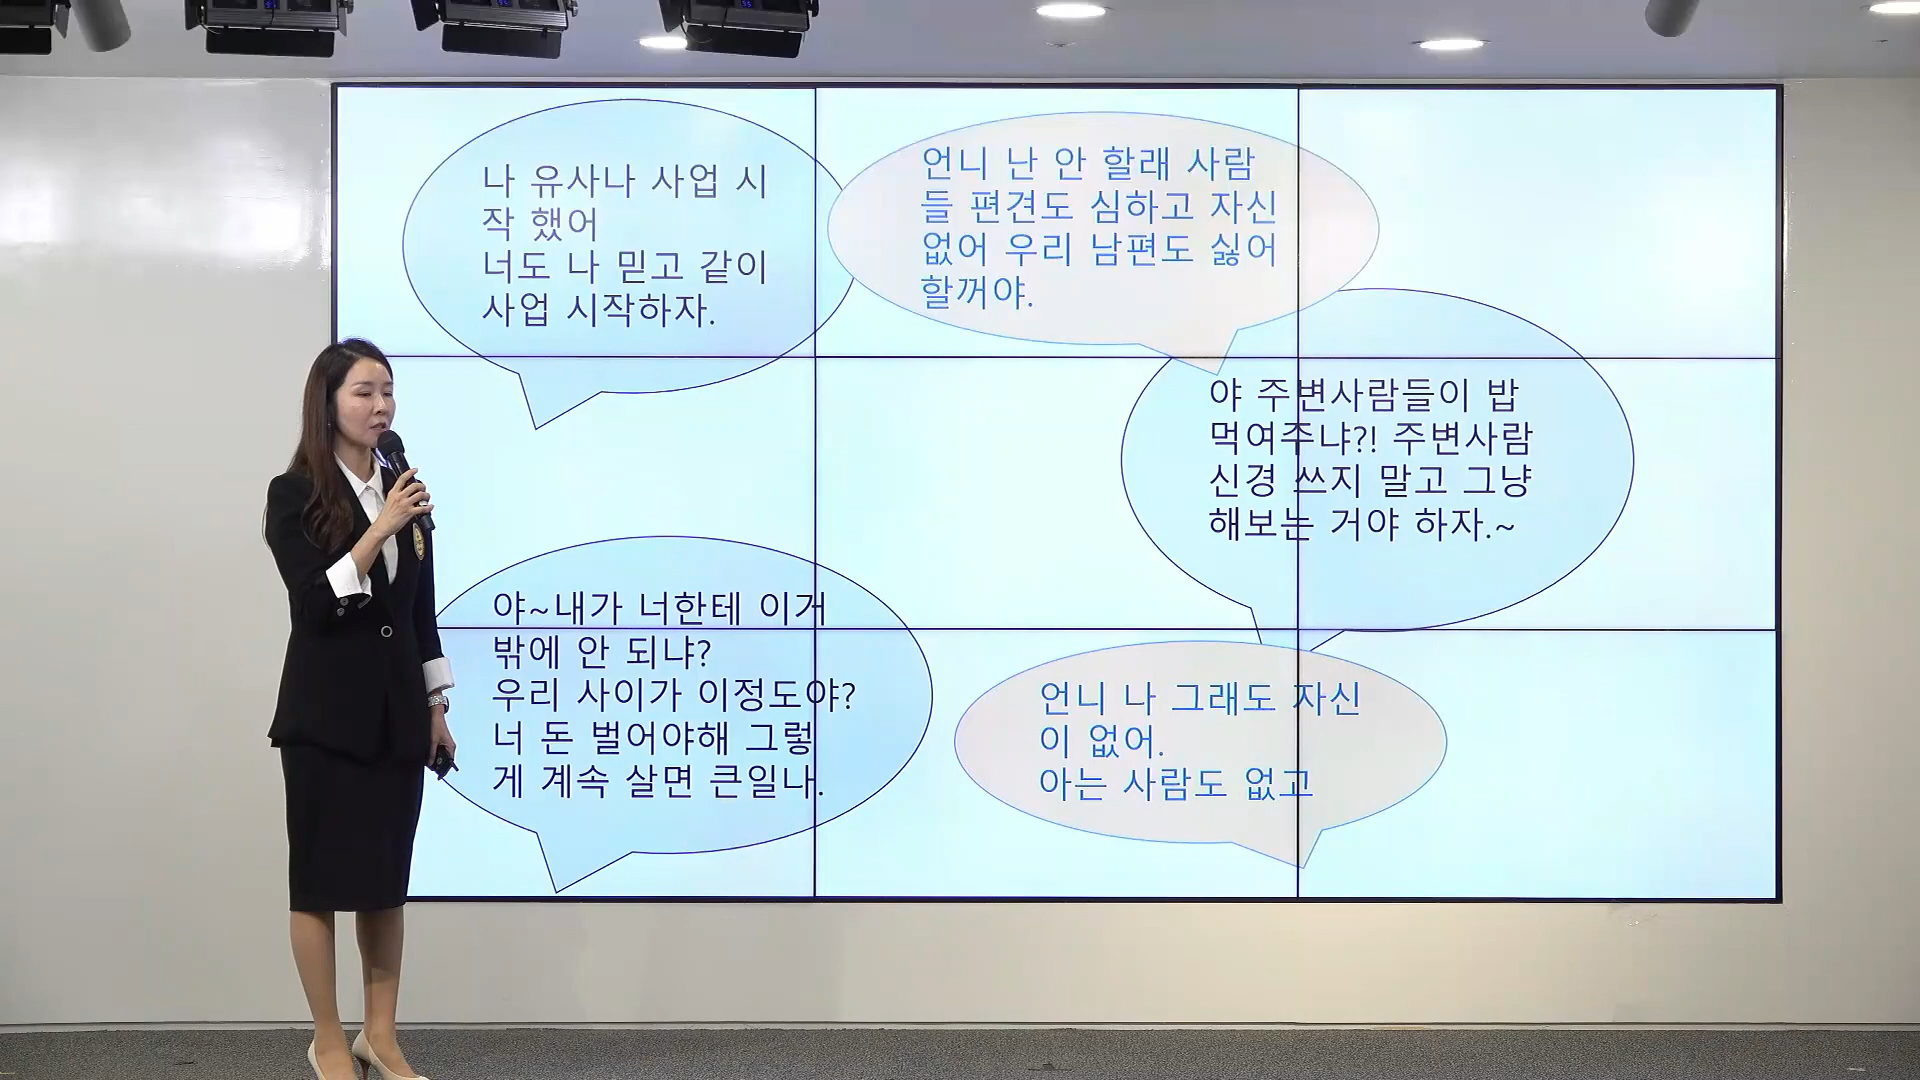 나 유사나 사업 시
작 했어
너도 나 믿고 같이
사업 시작하자.
언니 난 안 할래 사람
들 편견도 심하고 자신
없어 우리 남편도 싫어
할꺼야.
야 주변사람들이 밥
먹여주냐?! 주변사람
신경 쓰지 말고 그냥
해보는 거야 하자.~
야~내가 너한테 이거
밖에 안 되냐?
우리 사이가 이정도야?
너 돈 벌어야해 그렇
게 계속 살면 큰일나.
언니 나 그래도 자신
이 없어.
아는 사람도 없고